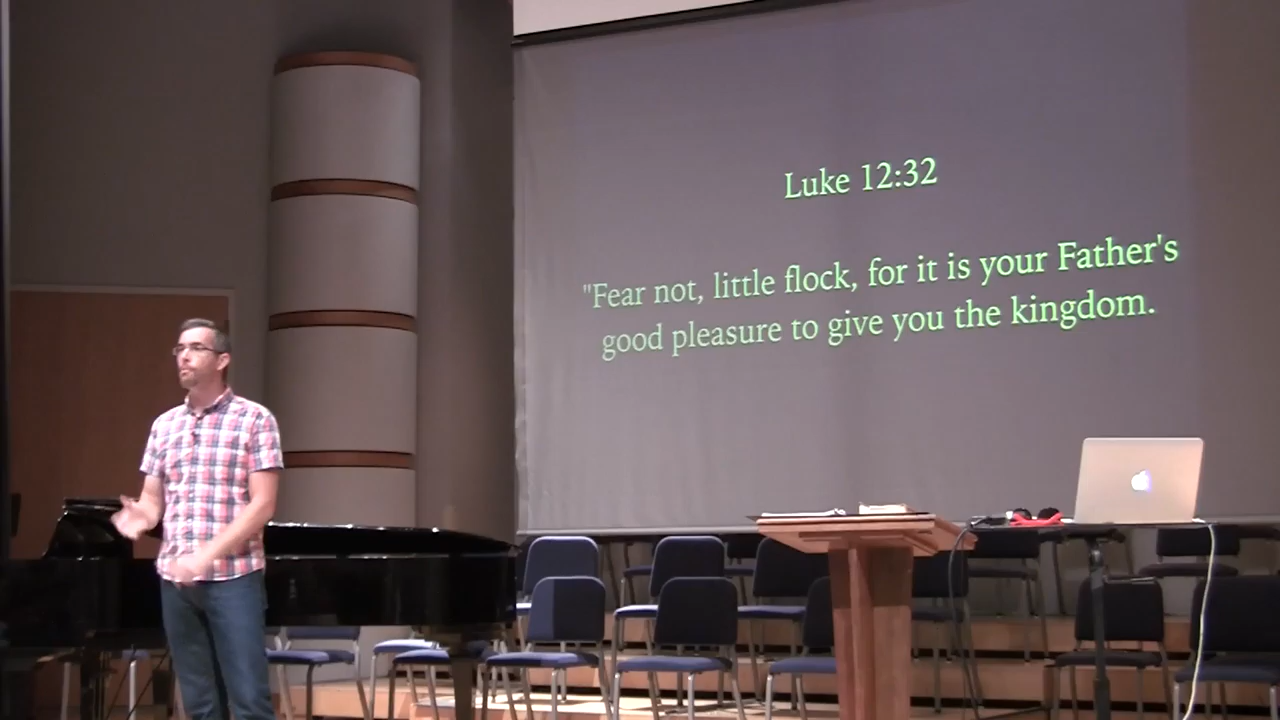 Luke 12:32
"Fear not, little flock, for it is your Father's
good pleasure to give you the kingdom.